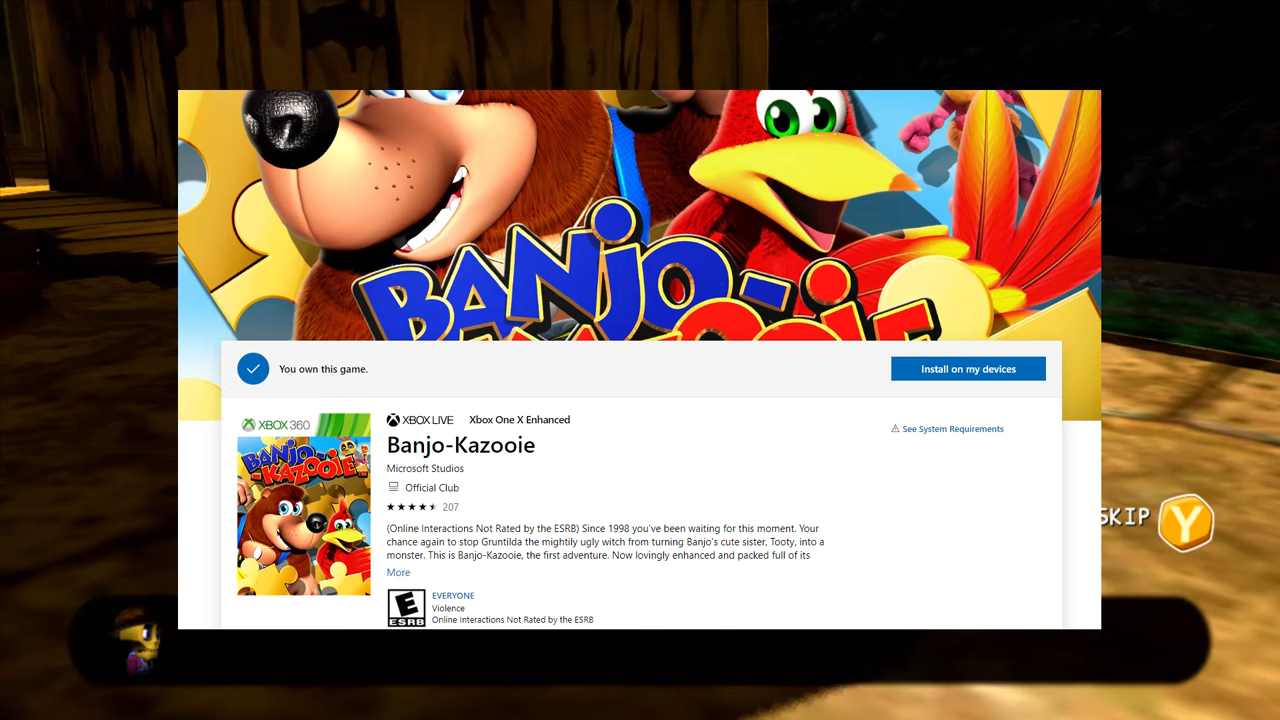 BANJO-
KAZOOIE
You own this game.
Install on my devices
XBOX 360
BANJO
-KAZOOIE
XBOX LIVE Xbox One X Enhanced
See System Requirements
Banjo-Kazooie
Microsoft Studios
Official Club
207
SKIP Y
(Online Interactions Not Rated by the ESRB) Since 1998 you've been waiting for this moment. Your
chance again to stop Gruntilda the mightily ugly witch from turning Banjo's cute sister, Tooty, into a
monster. This is Banjo-Kazooie, the first adventure. Now lovingly enhanced and packed full of its
More
E
ESRB
EVERYONE
Violence
Online Interactions Not Rated by the ESRB